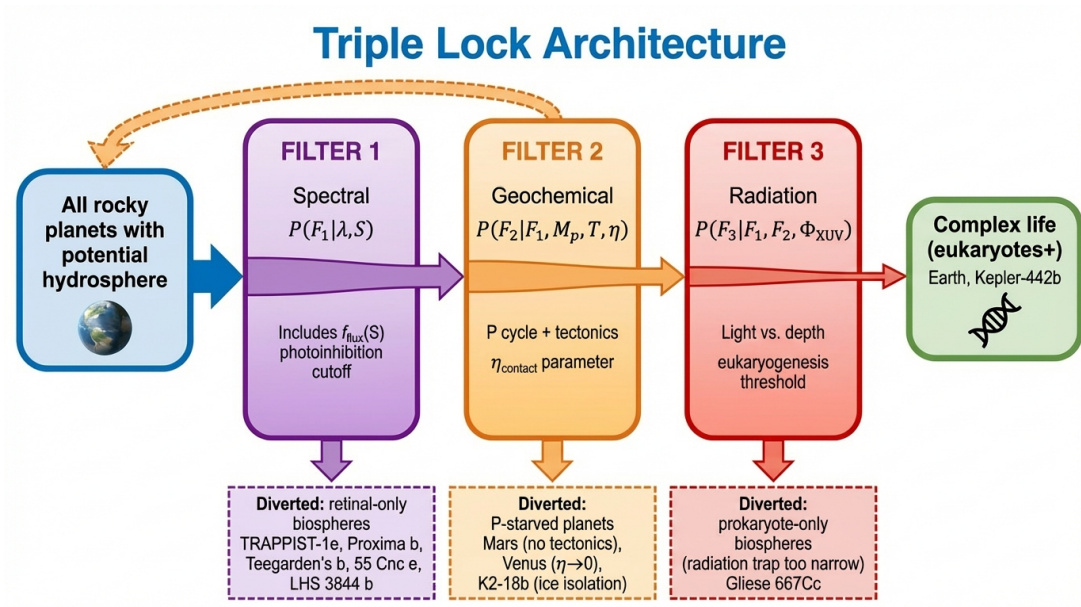 Triple Lock Architecture
All rocky
planets with
potential
hydrosphere
FILTER 1
Spectral
P(F₁|λ,S)
Includes f_flux(S)
photoinhibition
cutoff
FILTER 2
Geochemical
P(F₂|F₁, Mₚ, T, η)
P cycle + tectonics
η_contact parameter
FILTER 3
Radiation
P(F₃|F₁, F₂, Φ_XUV)
Light vs. depth
eukaryogenesis
threshold
Complex life
(eukaryotes+)
Earth, Kepler-442b
Diverted: retinal-only
biospheres
TRAPPIST-1e, Proxima b,
Teegarden's b, 55 Cnc e,
LHS 3844 b
Diverted:
P-starved planets
Mars (no tectonics),
Venus (η→0),
K2-18b (ice isolation)
Diverted:
prokaryote-only
biospheres
(radiation trap too narrow)
Gliese 667Cc